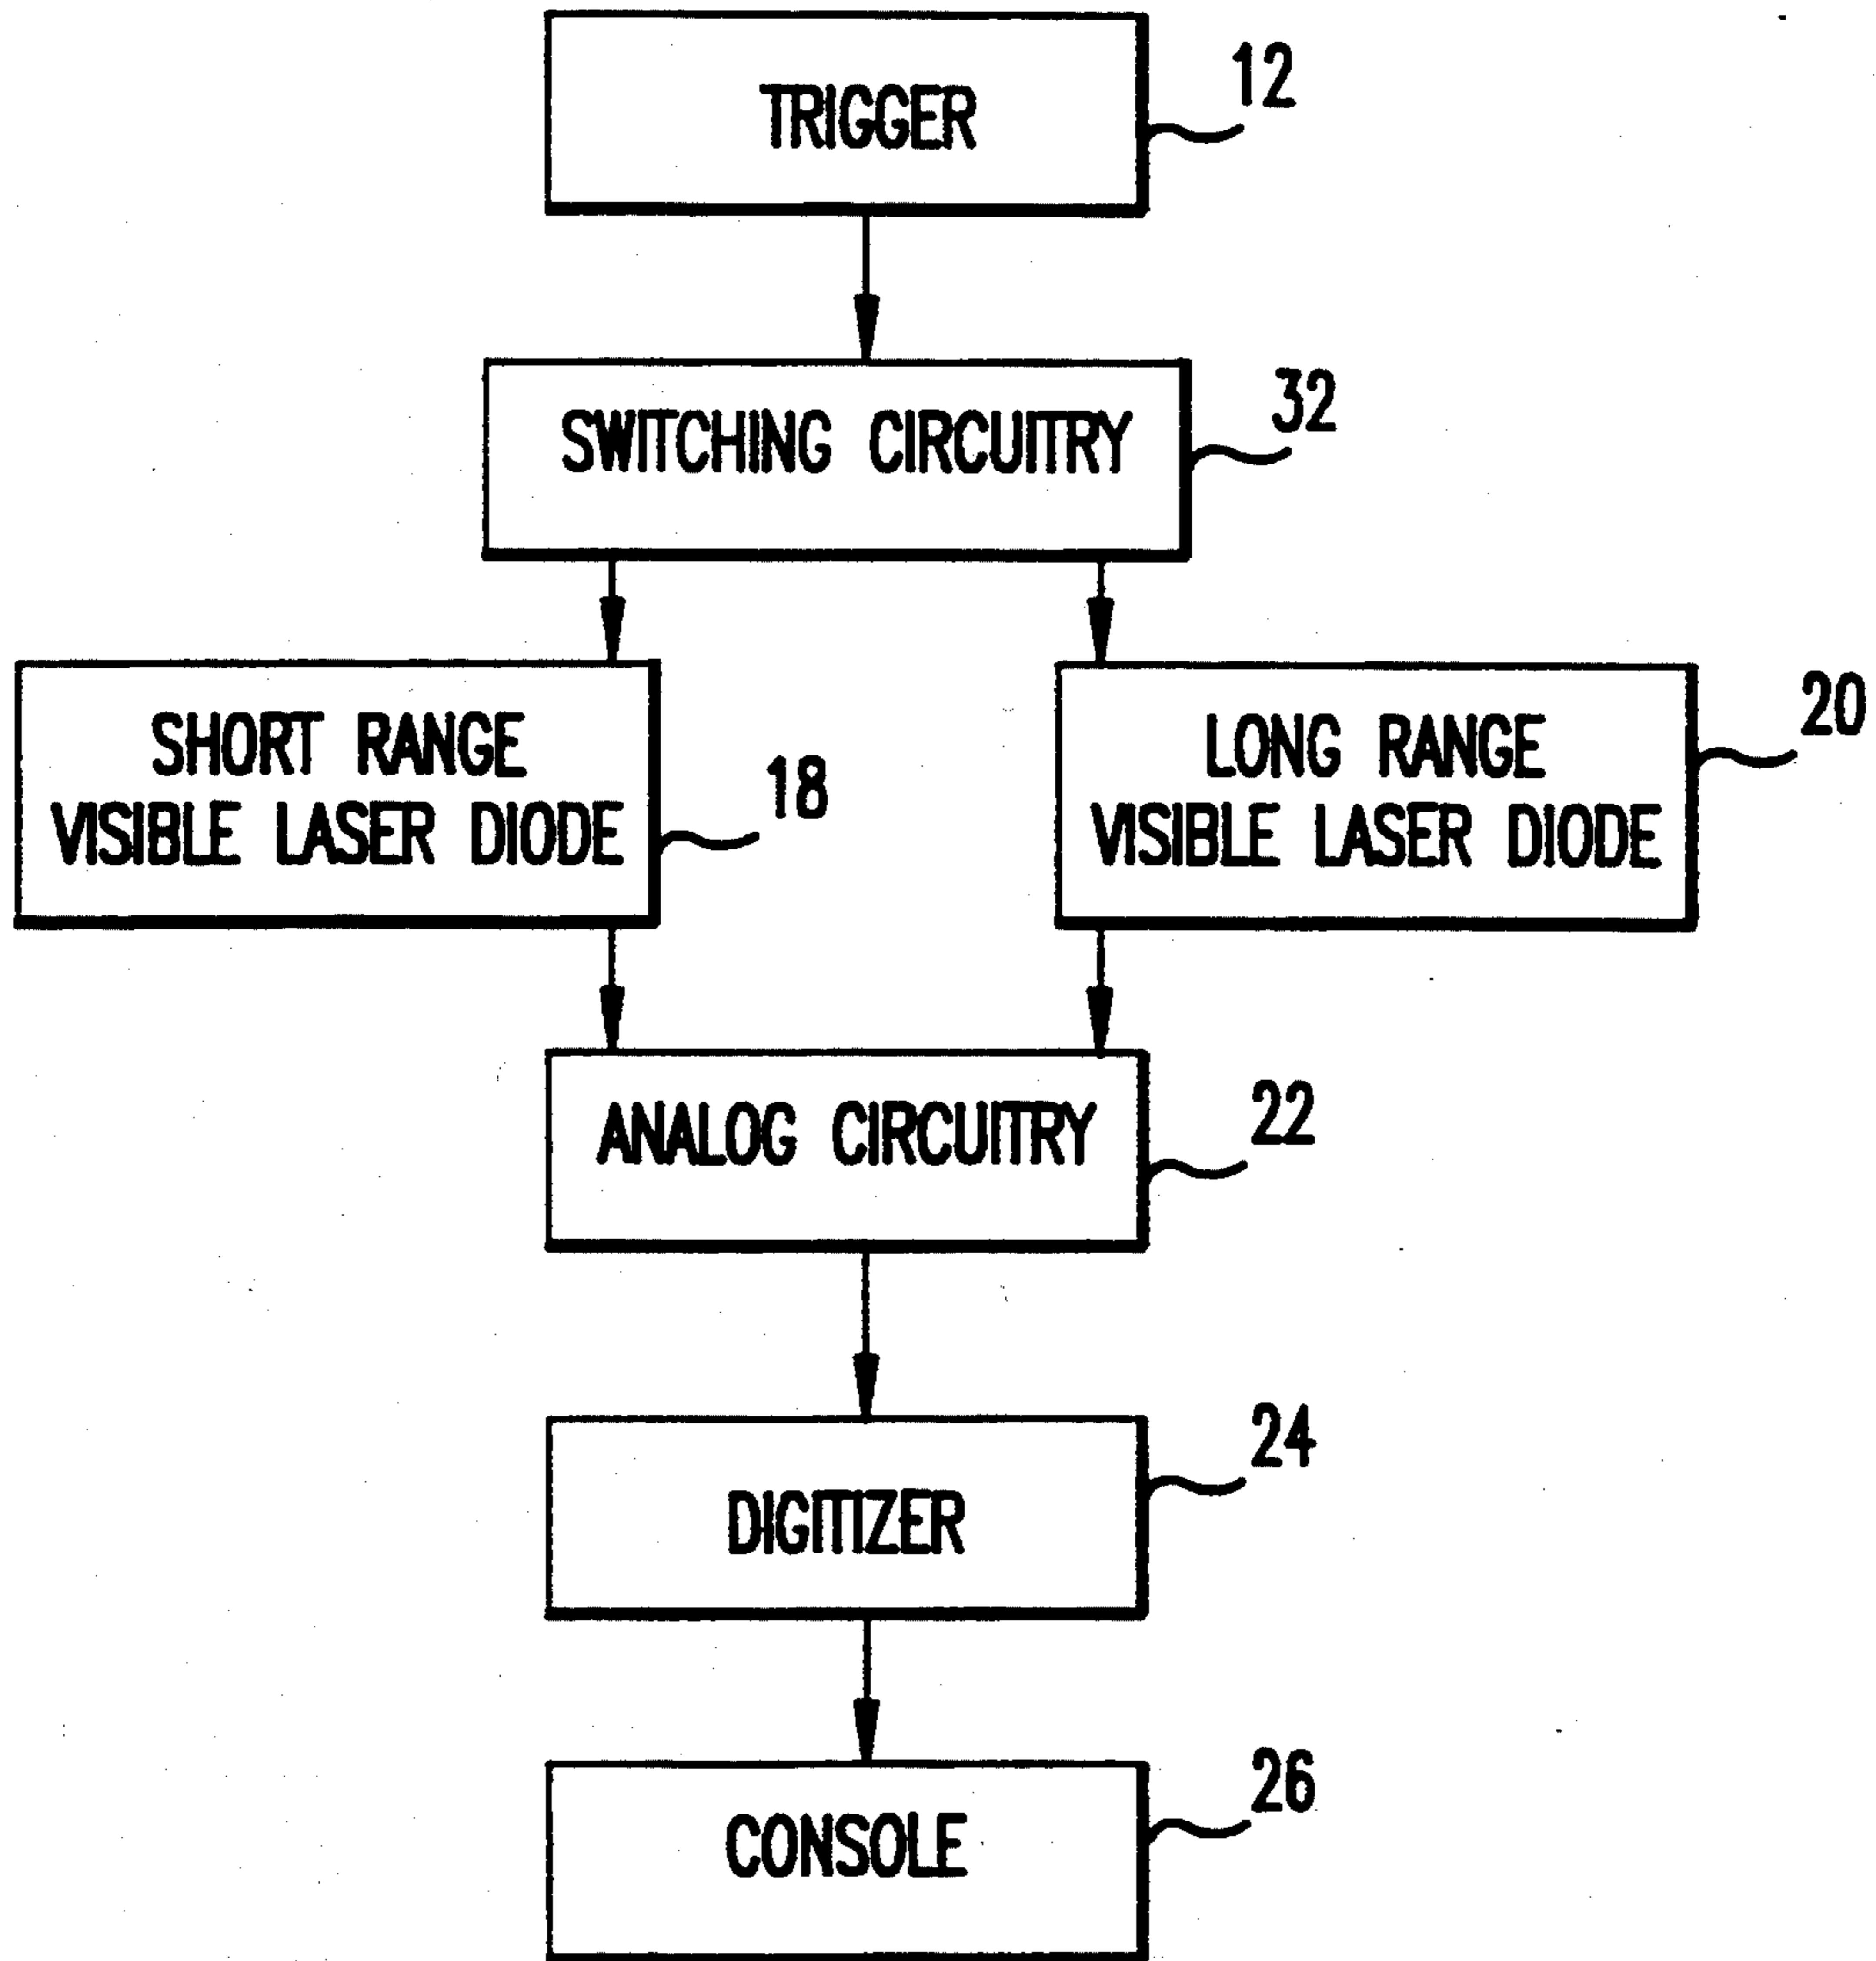 TRIGGER
12
SWITCHING CIRCUITRY
32
SHORT RANGE
VISIBLE LASER DIODE
18
LONG RANGE
VISIBLE LASER DIODE
20
ANALOG CIRCUITRY
22
DIGITIZER
24
CONSOLE
26